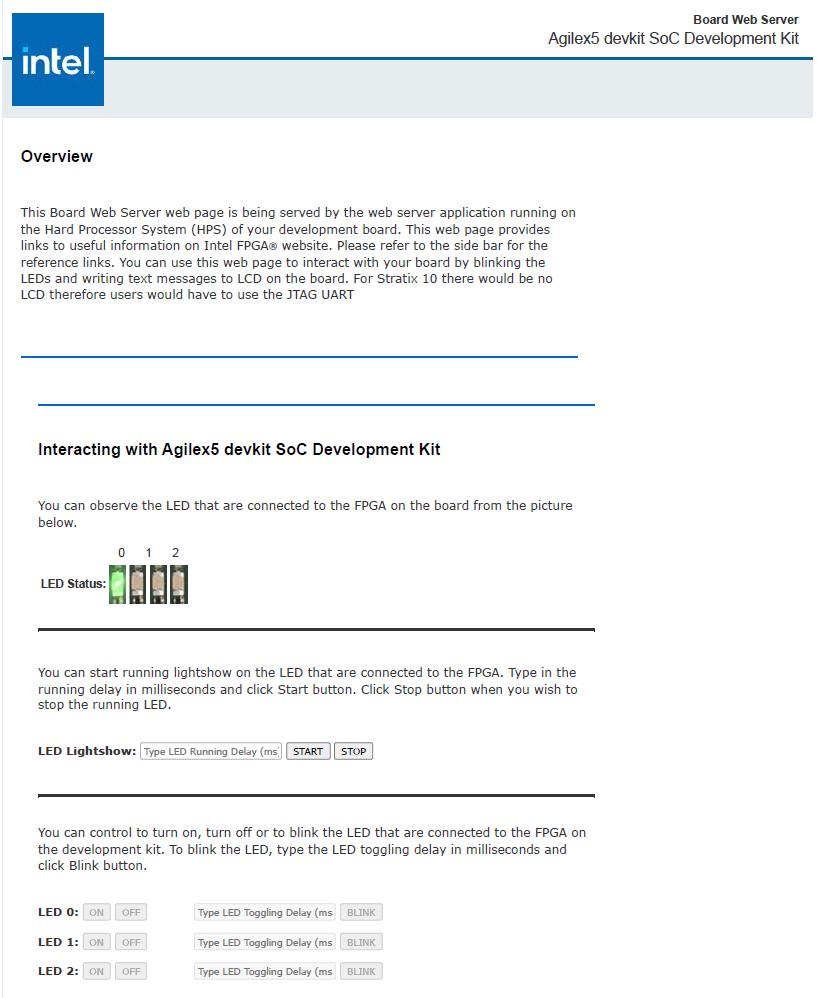 Board Web Server
Agilex5 devkit SoC Development Kit
intel.
Overview
This Board Web Server web page is being served by the web server application running on
the Hard Processor System (HPS) of your development board. This web page provides
links to useful information on Intel FPGA® website. Please refer to the side bar for the
reference links. You can use this web page to interact with your board by blinking the
LEDs and writing text messages to LCD on the board. For Stratix 10 there would be no
LCD therefore users would have to use the JTAG UART
Interacting with Agilex5 devkit SoC Development Kit
You can observe the LED that are connected to the FPGA on the board from the picture
below.
0 1 2
LED Status:
You can start running lightshow on the LED that are connected to the FPGA. Type in the
running delay in milliseconds and click Start button. Click Stop button when you wish to
stop the running LED.
LED Lightshow: Type LED Running Delay (ms) START STOP
You can control to turn on, turn off or to blink the LED that are connected to the FPGA on
the development kit. To blink the LED, type the LED toggling delay in milliseconds and
click Blink button.
LED 0: ON OFF Type LED Toggling Delay (ms BLINK
LED 1: ON OFF Type LED Toggling Delay (ms BLINK
LED 2: ON OFF Type LED Toggling Delay (ms BLINK